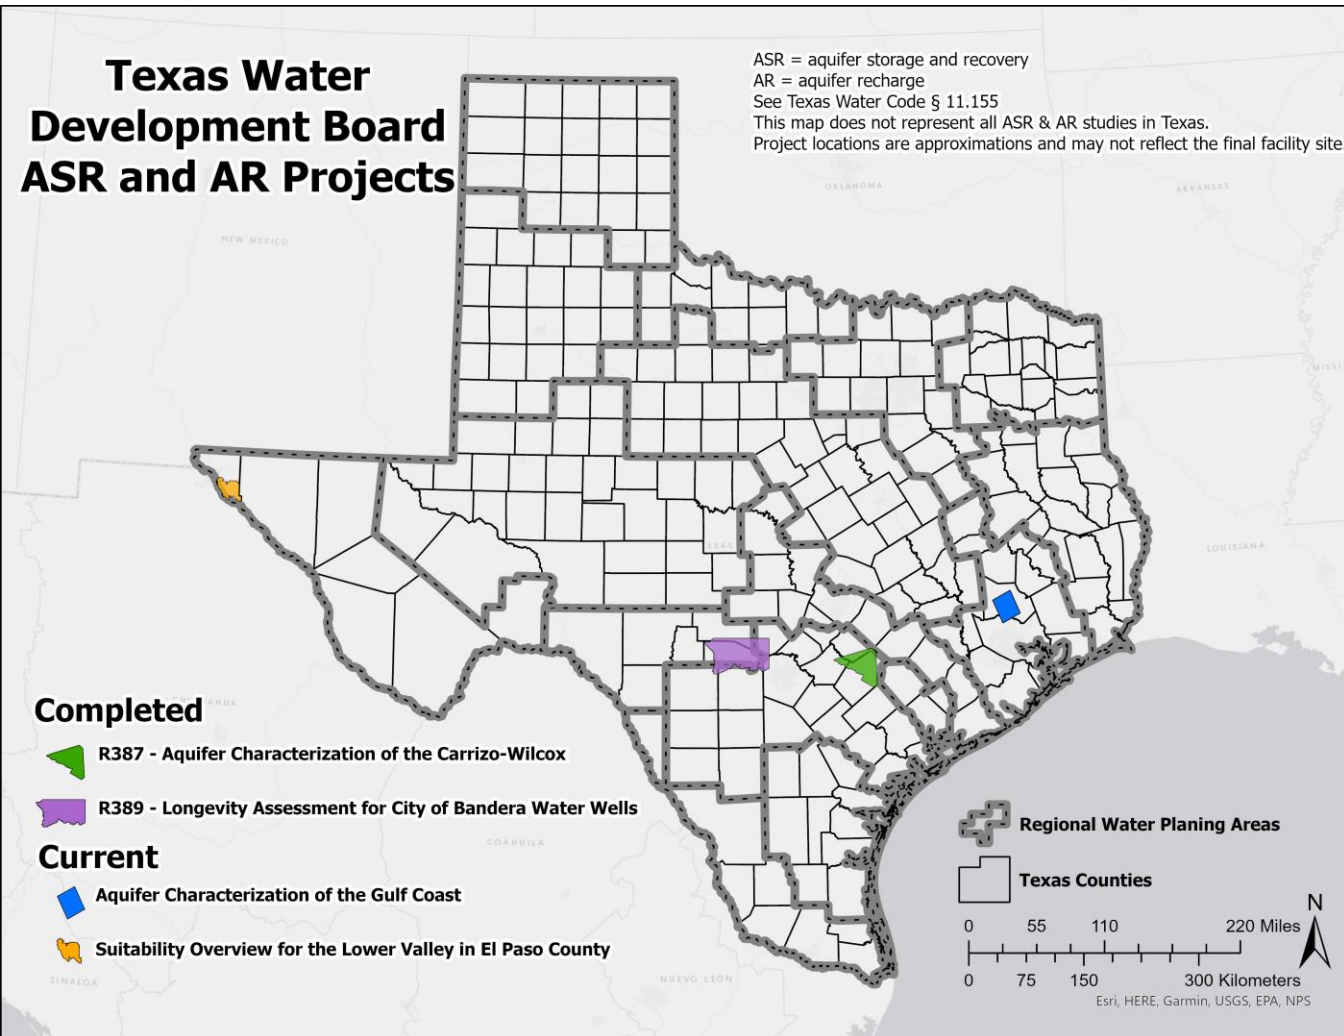 Texas Water
Development Board
ASR and AR Projects
ASR = aquifer storage and recovery
AR = aquifer recharge
See Texas Water Code § 11.155
This map does not represent all ASR & AR studies in Texas.
Project locations are approximations and may not reflect the final facility site.
OKLAHOMA
ARKANSAS
NEW MEXICO
MISSI
LOUISIANA
EXAS
HUAHUA
COAHUILA
SINALOA
NUEVO LEON
Completed
R387 - Aquifer Characterization of the Carrizo-Wilcox
R389 - Longevity Assessment for City of Bandera Water Wells
Current
Aquifer Characterization of the Gulf Coast
Suitability Overview for the Lower Valley in El Paso County
Regional Water Planing Areas
Texas Counties
N
0 55 110 220 Miles
0 75 150 300 Kilometers
Esri, HERE, Garmin, USGS, EPA, NPS